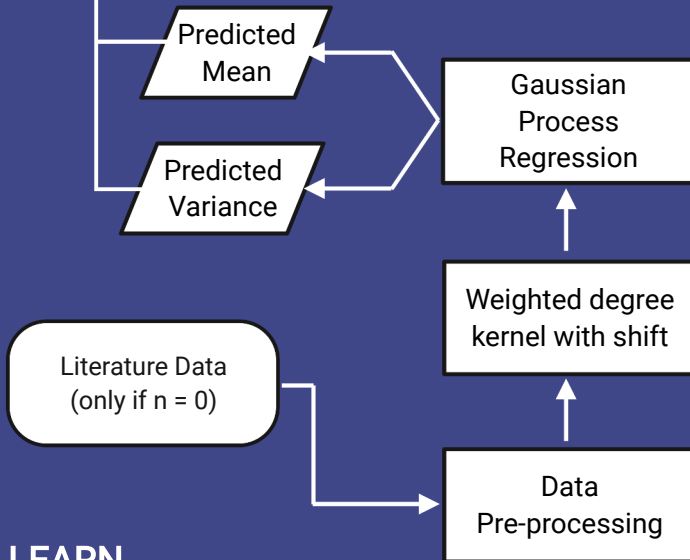 Predicted
Mean
Gaussian
Process
Regression
Predicted
Variance
Weighted degree
kernel with shift
Literature Data
(only if n = 0)
Data
Pre-processing
LEARN